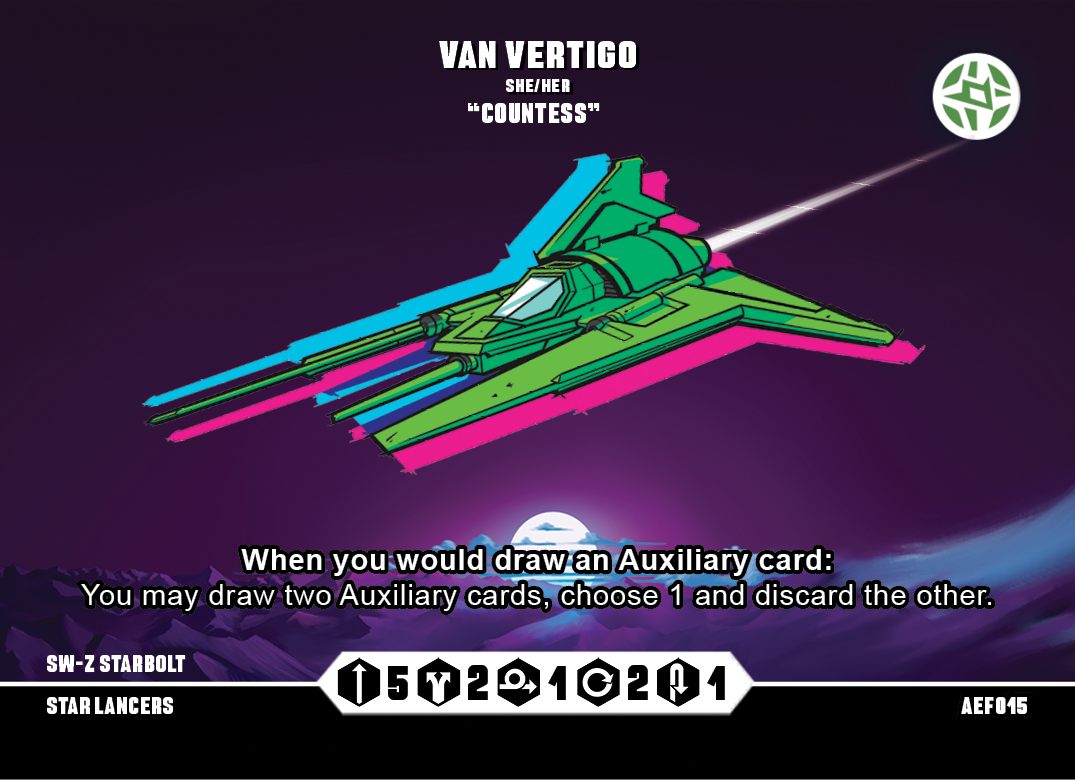 VAN VERTIGO
SHE/HER
“COUNTESS”
When you would draw an Auxiliary card:
You may draw two Auxiliary cards, choose 1 and discard the other.
SW-Z STARBOLT
5 2 1 2 1
STAR LANCERS
AEF015